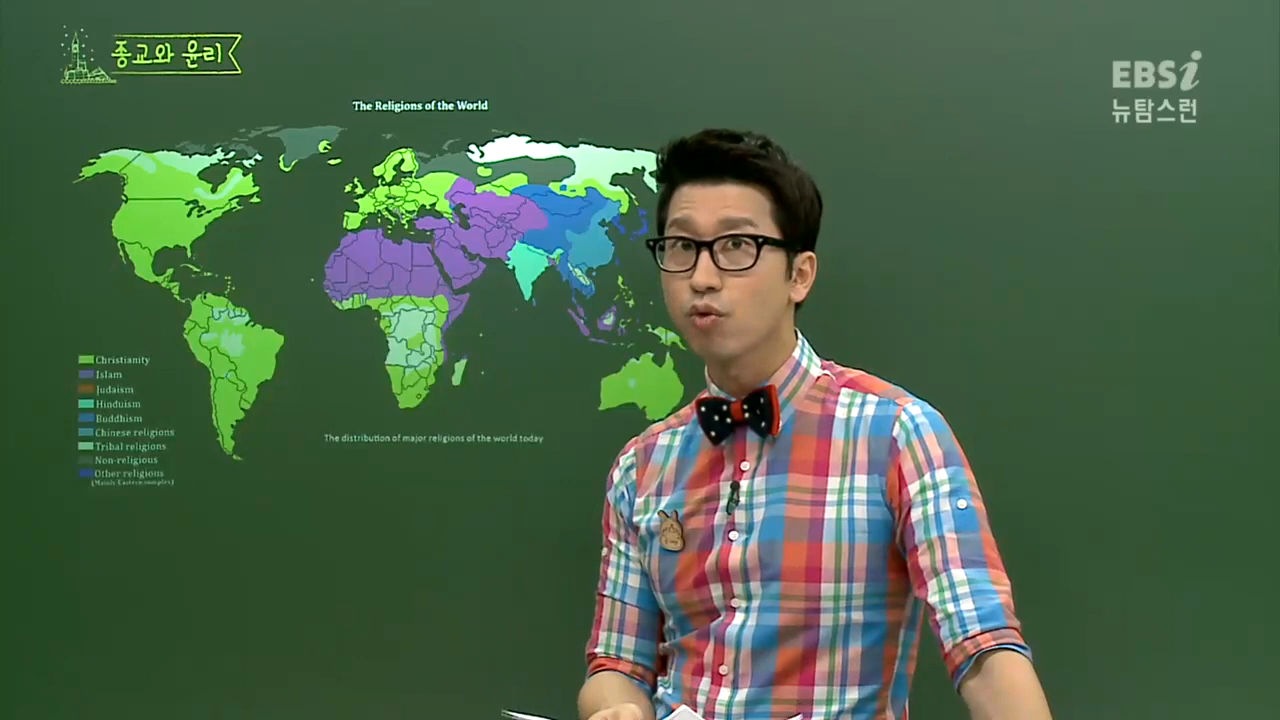 종교와 윤리
EBSi
뉴탐스런
The Religions of the World
Christianity
Islam
Judaism
Hinduism
Buddhism
Chinese religions
Tribal religions
Non-religious
Other religions
The distribution of major religions of the world today